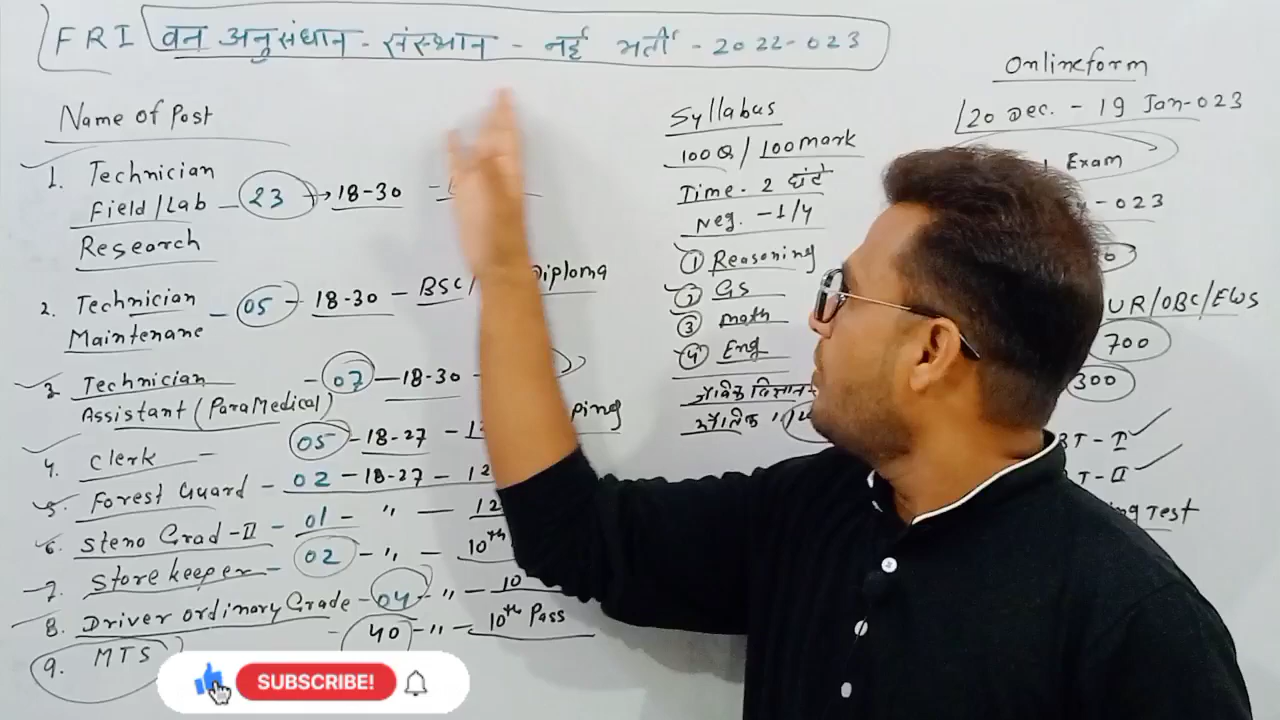 FRI वन अनुसंधान - संस्थान - नई भर्ती - 2022-023
Name of Post
1. Technician
Field/Lab - 23 → 18-30
Research
2. Technician - 05 - 18-30 - BSC/ Diploma
Maintenane
3. Technician - 07 - 18-30 -
Assistant (ParaMedical)
4. Clerk - 05 - 18-27 - 12 ping
5. Forest Guard - 02 - 18-27 - 12
6. Steno Grad-II - 01 - " - 12
7. Store keeper - 02 - " - 10th
8. Driver ordinary Grade - 04 - " - 10
9. MTS - 40 - " - 10th Pass
Syllabus
100Q/100mark
Time - 2 घंटे
Neg. - 1/4
① Reasoning
② GS
③ math
④ Eng
Onlineform
20 Dec. - 19 Jan-023
Exam
-023
UR/OBC/EWS
700
300
T - I
T - II
Test
SUBSCRIBE!